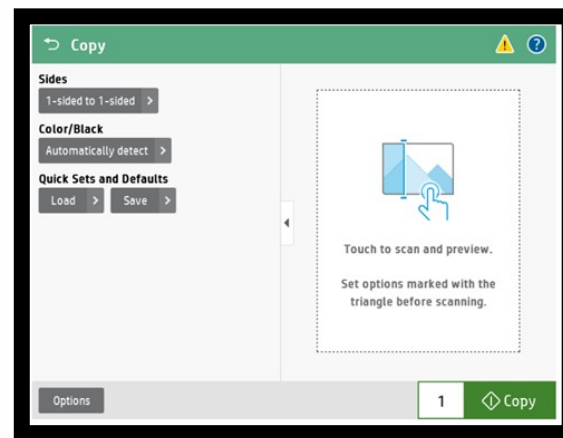 Copy
Sides
1-sided to 1-sided
Color/Black
Automatically detect
Quick Sets and Defaults
Load Save
Touch to scan and preview.
Set options marked with the
triangle before scanning.
Options
1 Copy